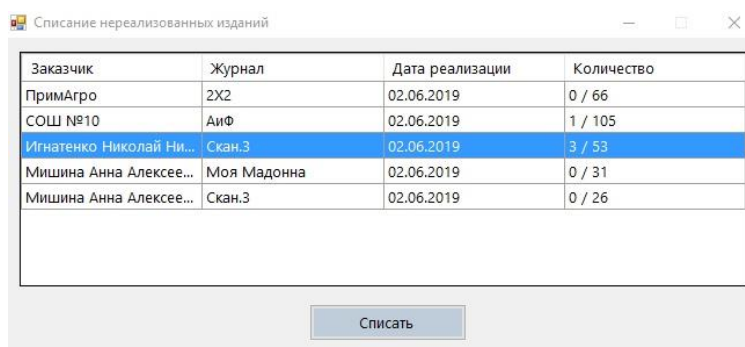 Списание нереализованных изданий
Заказчик Журнал Дата реализации Количество
ПримАгро 2Х2 02.06.2019 0 / 66
СОШ №10 АиФ 02.06.2019 1 / 105
Игнатенко Николай Ни... Скан.3 02.06.2019 3 / 53
Мишина Анна Алексее... Моя Мадонна 02.06.2019 0 / 31
Мишина Анна Алексее... Скан.3 02.06.2019 0 / 26
Списать